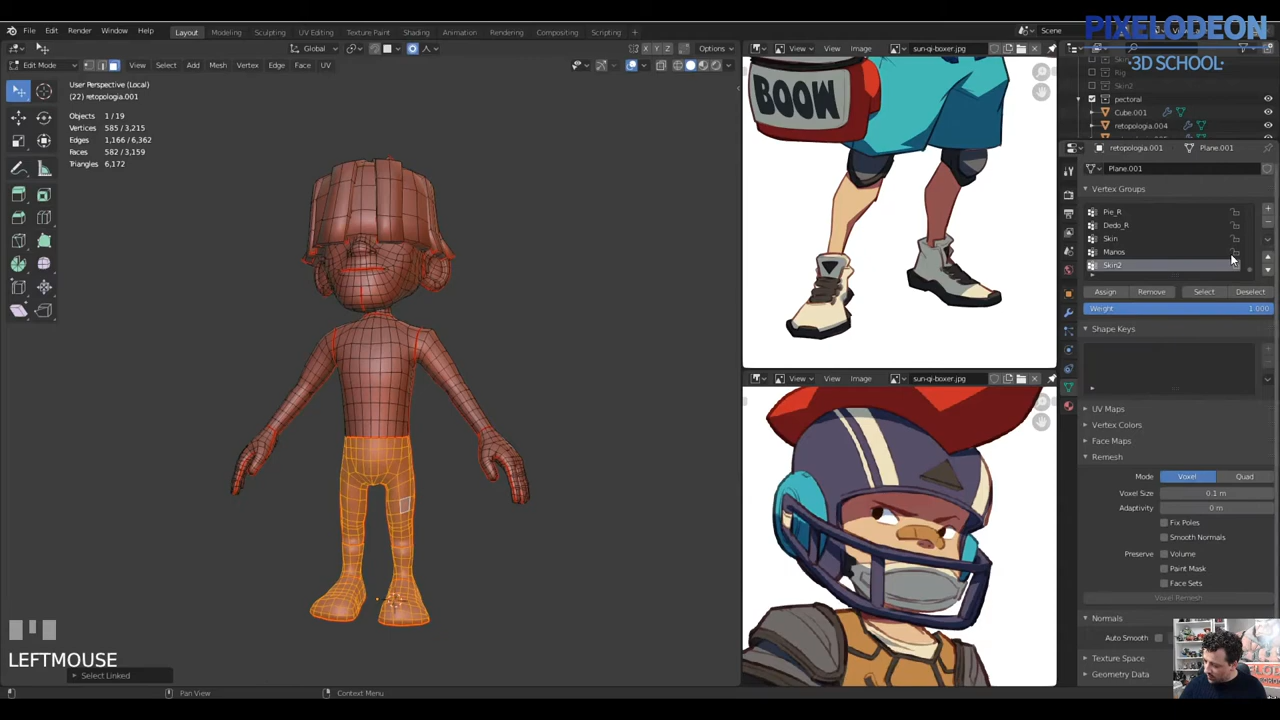 File Edit Render Window Help Layout Modeling Sculpting UV Editing Texture Paint Shading Animation Rendering Compositing Scripting Scene
PIXELODEON
·3D SCHOOL·
Global Options View Image sun-qi-boxer.jpg
Edit Mode View Select Add Mesh Vertex Edge Face UV X Y Z
User Perspective (Local)
(22) retopologia.001
Objects 1/19
Vertices 585 / 3,215
Edges 1,166 / 6,362
Faces 582 / 3,159
Triangles 6,172
BOOW
Rig
Skin2
pectoral
Cube.001
retopologia.004
retopologia.001 Plane.001
Plane.001
Vertex Groups
Pie_R
Dedo_R
Skin
Manos
Skin2
Assign Remove Select Deselect
Weight 1.000
Shape Keys
View Image sun-qi-boxer.jpg
UV Maps
Vertex Colors
Face Maps
Remesh
Mode Voxel Quad
Voxel Size 0.1 m
Adaptivity 0 m
Fix Poles
Smooth Normals
Preserve Volume
Paint Mask
Face Sets
Voxel Remesh
Normals
Auto Smooth
Texture Space
Geometry Data
LEFTMOUSE
Select Linked
Pan View Context Menu